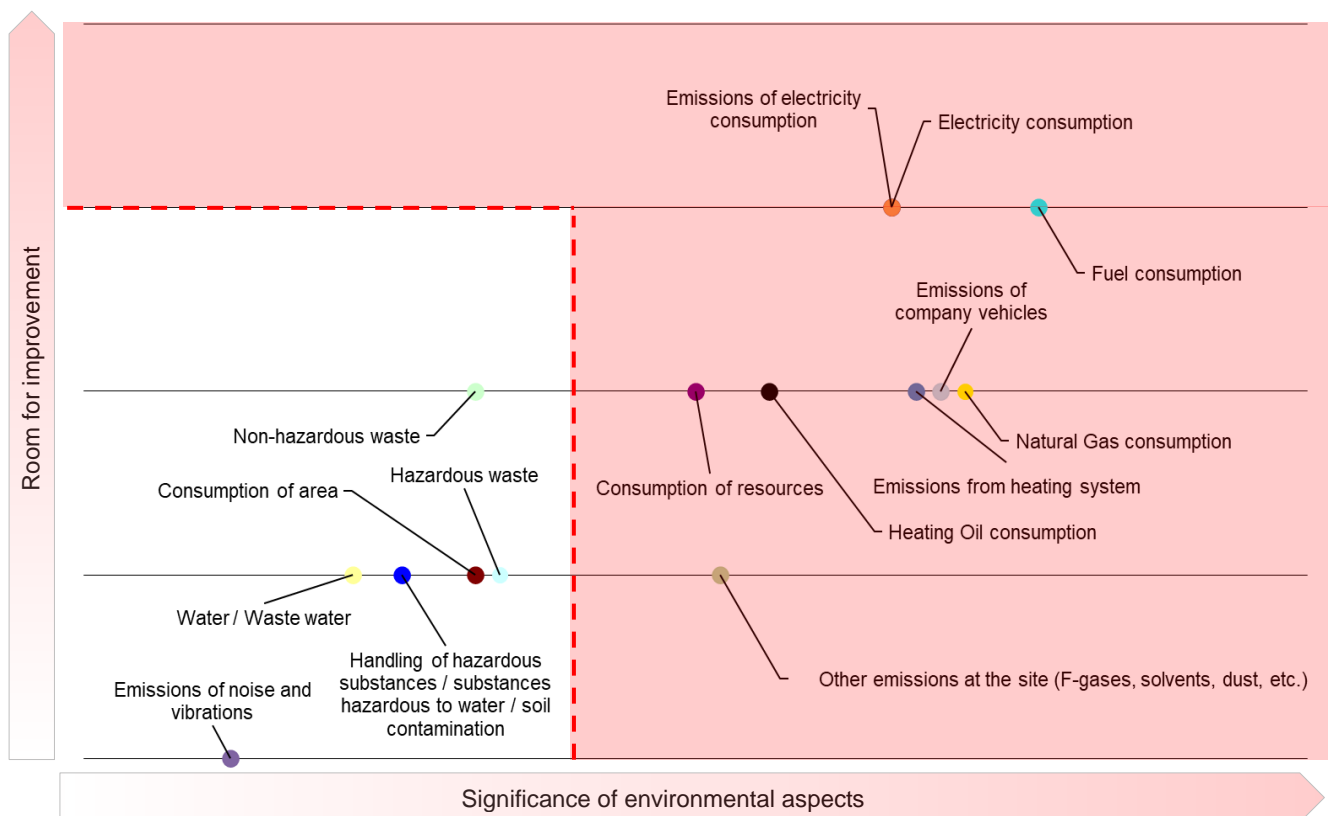 Room for improvement
Emissions of electricity
consumption
Electricity consumption
Fuel consumption
Emissions of
company vehicles
Non-hazardous waste
Natural Gas consumption
Hazardous waste
Consumption of area
Consumption of resources
Emissions from heating system
Heating Oil consumption
Water / Waste water
Handling of hazardous
substances / substances
hazardous to water / soil
contamination
Emissions of noise and
vibrations
Other emissions at the site (F-gases, solvents, dust, etc.)
Significance of environmental aspects